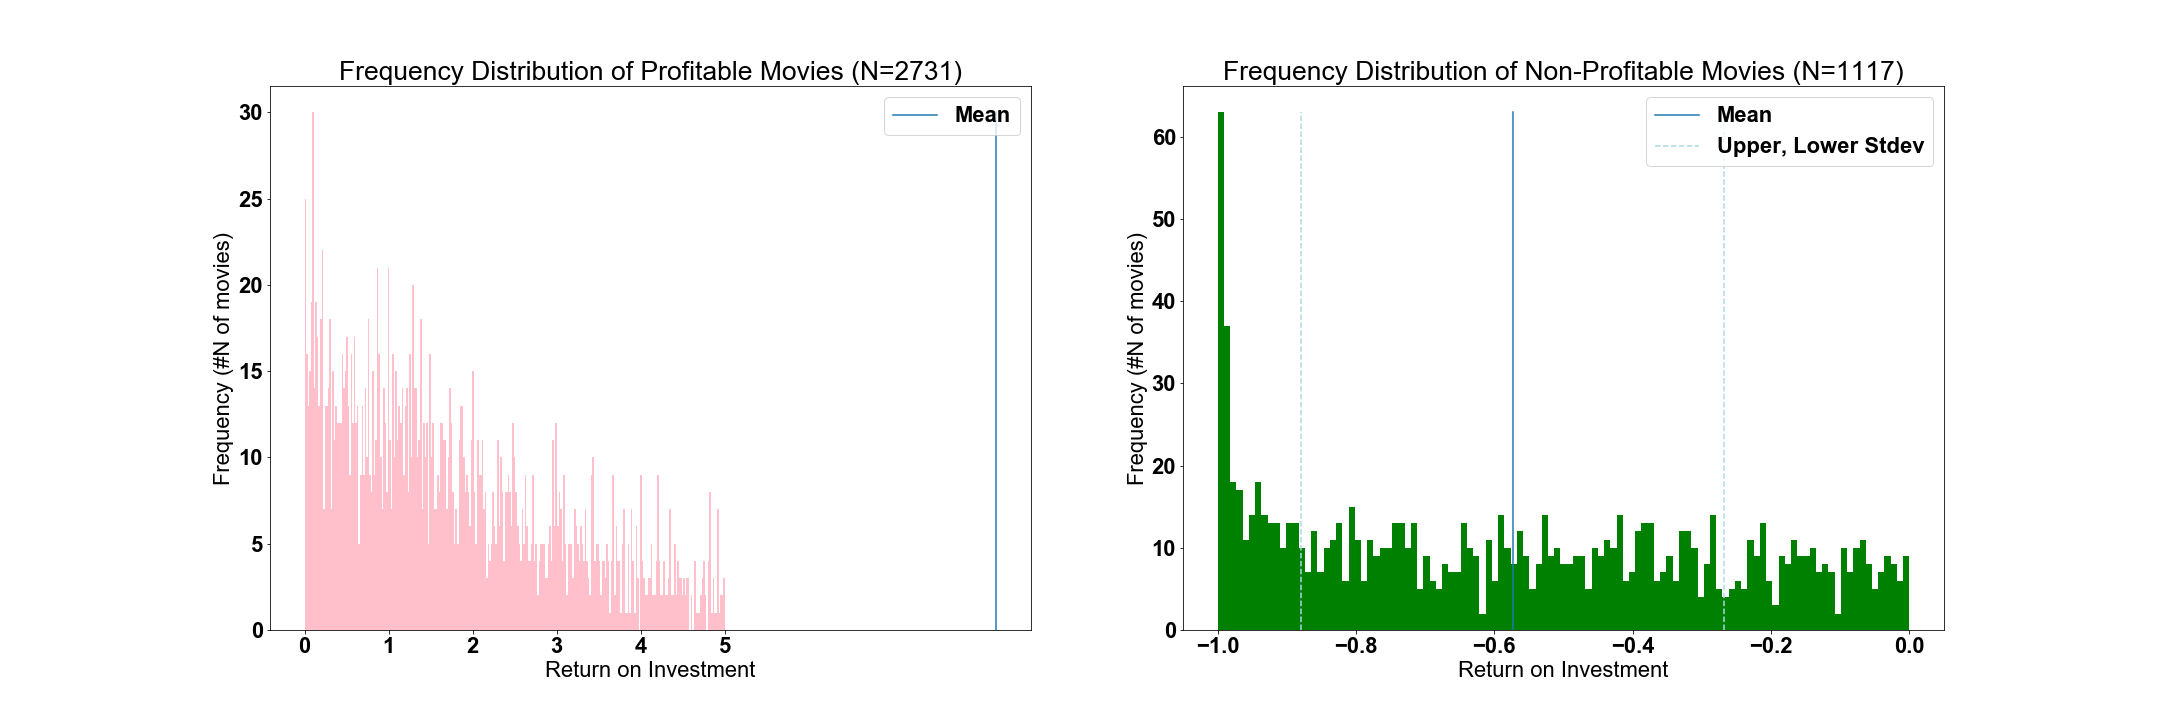 Frequency Distribution of Profitable Movies (N=2731)
Mean
30
25
20
15
10
5
0
Frequency (#N of movies)
0 1 2 3 4 5
Return on Investment
Frequency Distribution of Non-Profitable Movies (N=1117)
Mean
Upper, Lower Stdev
60
50
40
30
20
10
0
Frequency (#N of movies)
−1.0 −0.8 −0.6 −0.4 −0.2 0.0
Return on Investment